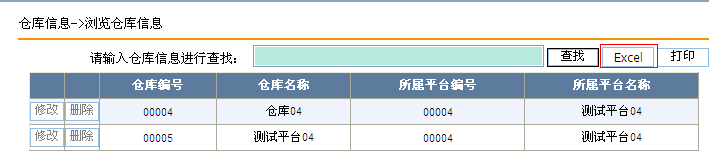 仓库信息->浏览仓库信息
请输入仓库信息进行查找: 查找 Excel 打印
仓库编号 仓库名称 所属平台编号 所属平台名称
修改 删除 00004 仓库04 00004 测试平台04
修改 删除 00005 测试平台04 00004 测试平台04